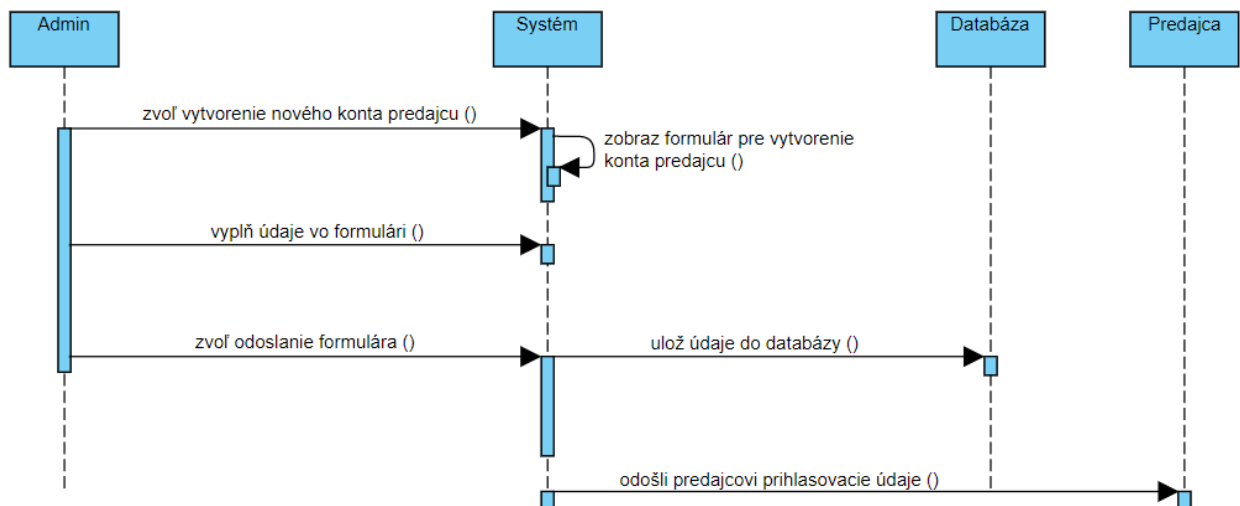 Admin
Systém
Databáza
Predajca
zvoľ vytvorenie nového konta predajcu ()
zobraz formulár pre vytvorenie
konta predajcu ()
vyplň údaje vo formulári ()
zvoľ odoslanie formulára ()
ulož údaje do databázy ()
odošli predajcovi prihlasovacie údaje ()